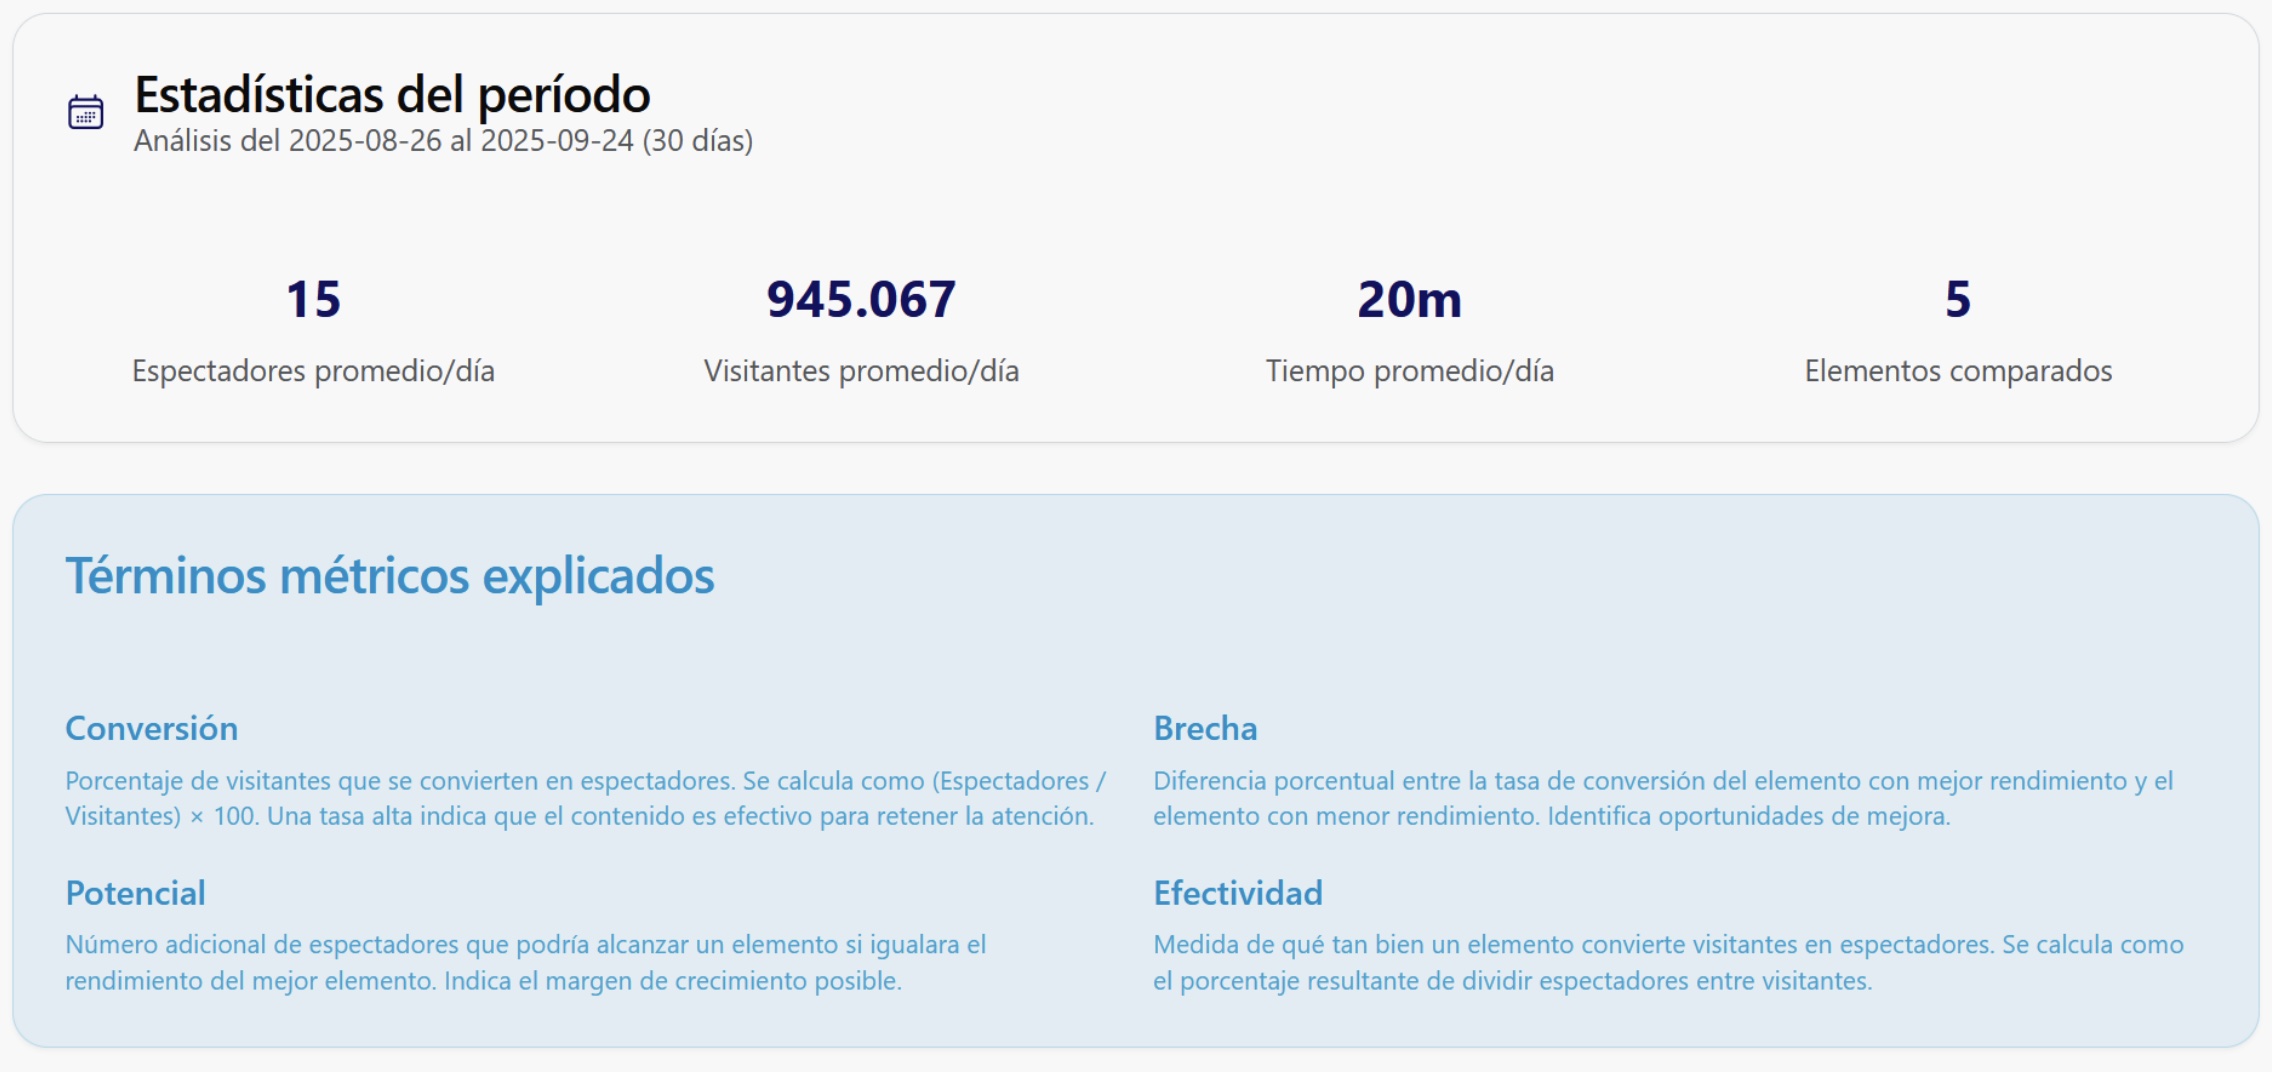 Estadísticas del período
Análisis del 2025-08-26 al 2025-09-24 (30 días)
15
Espectadores promedio/día
945.067
Visitantes promedio/día
20m
Tiempo promedio/día
5
Elementos comparados
Términos métricos explicados
Conversión
Porcentaje de visitantes que se convierten en espectadores. Se calcula como (Espectadores /
Visitantes) × 100. Una tasa alta indica que el contenido es efectivo para retener la atención.
Brecha
Diferencia porcentual entre la tasa de conversión del elemento con mejor rendimiento y el
elemento con menor rendimiento. Identifica oportunidades de mejora.
Potencial
Número adicional de espectadores que podría alcanzar un elemento si igualara el
rendimiento del mejor elemento. Indica el margen de crecimiento posible.
Efectividad
Medida de qué tan bien un elemento convierte visitantes en espectadores. Se calcula como
el porcentaje resultante de dividir espectadores entre visitantes.